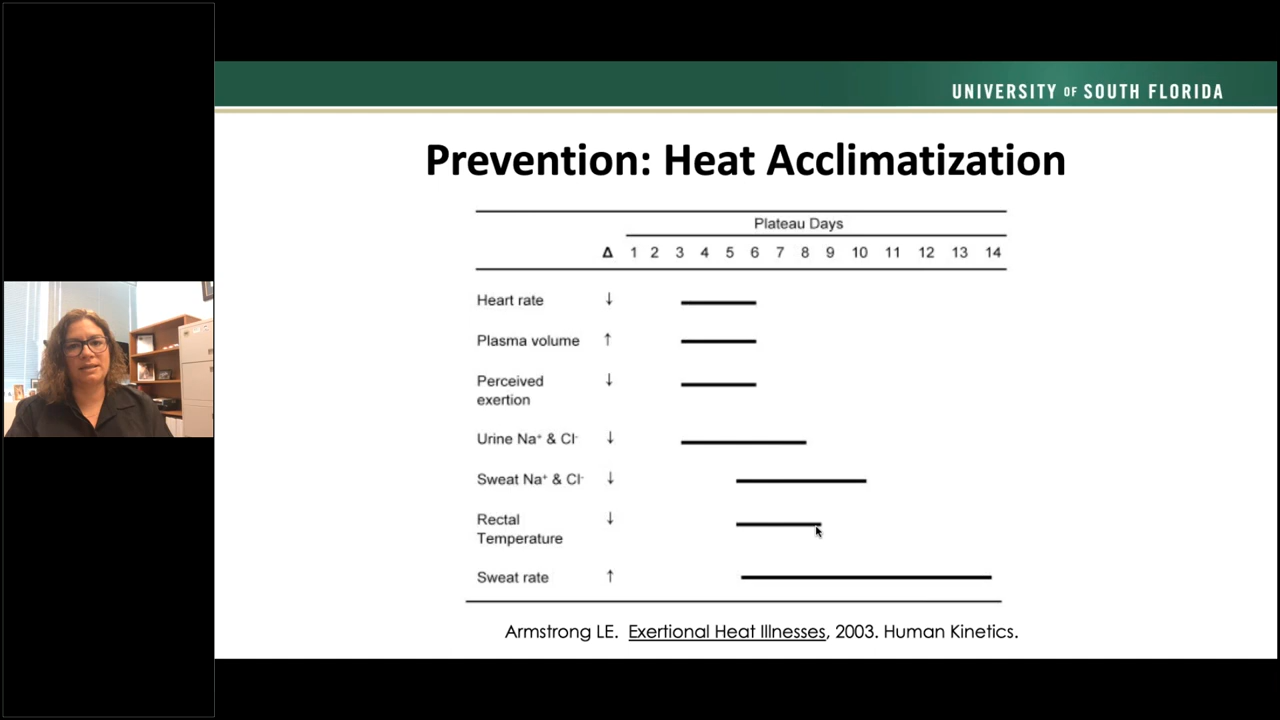 UNIVERSITY OF SOUTH FLORIDA
Prevention: Heat Acclimatization
Plateau Days
Δ 1 2 3 4 5 6 7 8 9 10 11 12 13 14
Heart rate ↓
Plasma volume ↑
Perceived ↓
exertion
Urine Na⁺ & Cl⁻ ↓
Sweat Na⁺ & Cl⁻ ↓
Rectal ↓
Temperature
Sweat rate ↑
Armstrong LE. Exertional Heat Illnesses, 2003. Human Kinetics.